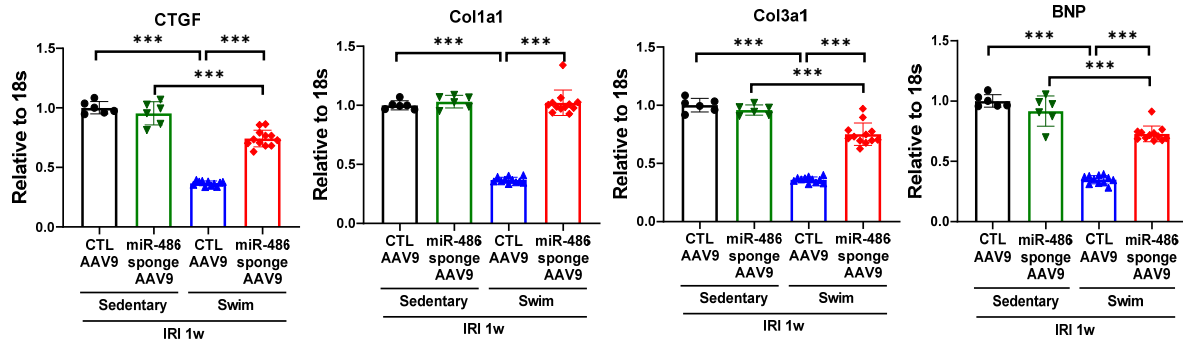 CTGF
*** ***
***
Relative to 18s
1.5
1.0
0.5
0.0
CTL AAV9
miR-486 sponge AAV9
CTL AAV9
miR-486 sponge AAV9
Sedentary
Swim
IRI 1w
Col1a1
*** ***
Relative to 18s
1.5
1.0
0.5
0.0
CTL AAV9
miR-486 sponge AAV9
CTL AAV9
miR-486 sponge AAV9
Sedentary
Swim
IRI 1w
Col3a1
*** ***
***
Relative to 18s
1.5
1.0
0.5
0.0
CTL AAV9
miR-486 sponge AAV9
CTL AAV9
miR-486 sponge AAV9
Sedentary
Swim
IRI 1w
BNP
*** ***
***
Relative to 18s
1.5
1.0
0.5
0.0
CTL AAV9
miR-486 sponge AAV9
CTL AAV9
miR-486 sponge AAV9
Sedentary
Swim
IRI 1w